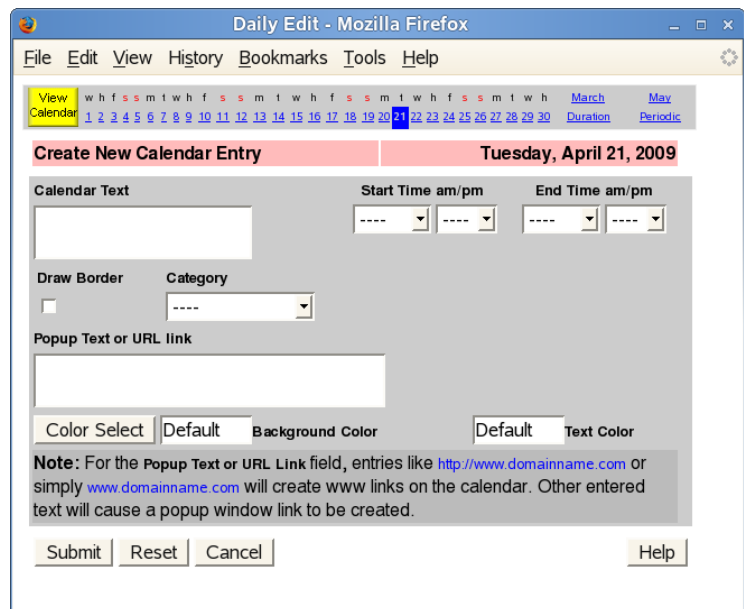 Daily Edit - Mozilla Firefox
File Edit View History Bookmarks Tools Help
View Calendar
w h f s s m t w h f s s m t w h f s s m t w h f s s m t w h March May
1 2 3 4 5 6 7 8 9 10 11 12 13 14 15 16 17 18 19 20 21 22 23 24 25 26 27 28 29 30 Duration Periodic
Create New Calendar Entry Tuesday, April 21, 2009
Calendar Text Start Time am/pm End Time am/pm
---- ---- ---- ----
Draw Border Category
----
Popup Text or URL link
Color Select Default Background Color Default Text Color
Note: For the Popup Text or URL Link field, entries like http://www.domainname.com or
simply www.domainname.com will create www links on the calendar. Other entered
text will cause a popup window link to be created.
Submit Reset Cancel Help